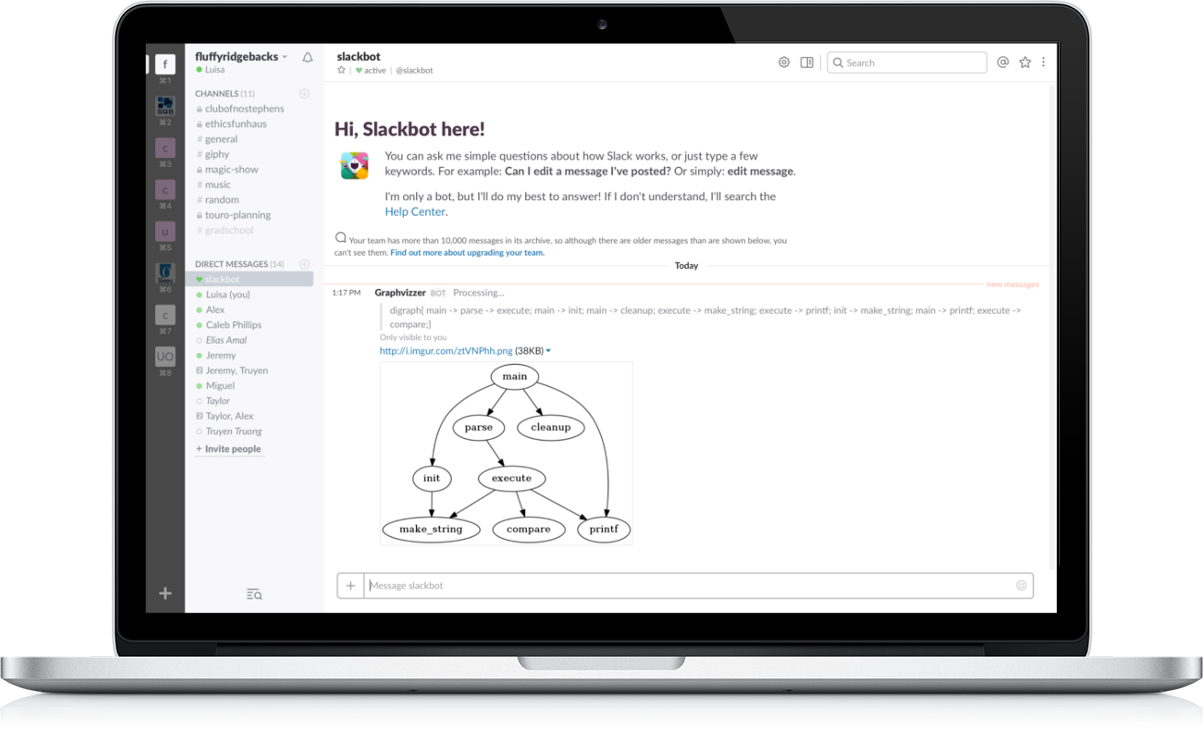 f
⌘1
⌘2
c
⌘3
c
⌘4
u
⌘5
⌘6
c
⌘7
UO
⌘8
+
fluffyridgebacks
Luisa
CHANNELS (11)
clubofnostephens
ethicsfunhaus
# general
# giphy
magic-show
# music
# random
touro-planning
# gradschool
DIRECT MESSAGES (14)
slackbot
Luisa (you)
Alex
Caleb Phillips
Elias Amal
Jeremy
2 Jeremy, Truyen
Miguel
Taylor
2 Taylor, Alex
Truyen Truong
+ Invite people
slackbot
| active | @slackbot
Search
@
Hi, Slackbot here!
You can ask me simple questions about how Slack works, or just type a few
keywords. For example: Can I edit a message I've posted? Or simply: edit message.
I'm only a bot, but I'll do my best to answer! If I don't understand, I'll search the
Help Center.
Your team has more than 10,000 messages in its archive, so although there are older messages than are shown below, you
can't see them. Find out more about upgrading your team.
Today
new messages
1:17 PM Graphvizzer BOT Processing...
digraph{ main -> parse -> execute; main -> init; main -> cleanup; execute -> make_string; execute -> printf; init -> make_string; main -> printf; execute ->
compare;}
Only visible to you
http://i.imgur.com/ztVNPhh.png (38KB)
main
parse
cleanup
init
execute
make_string
compare
printf
+ Message slackbot